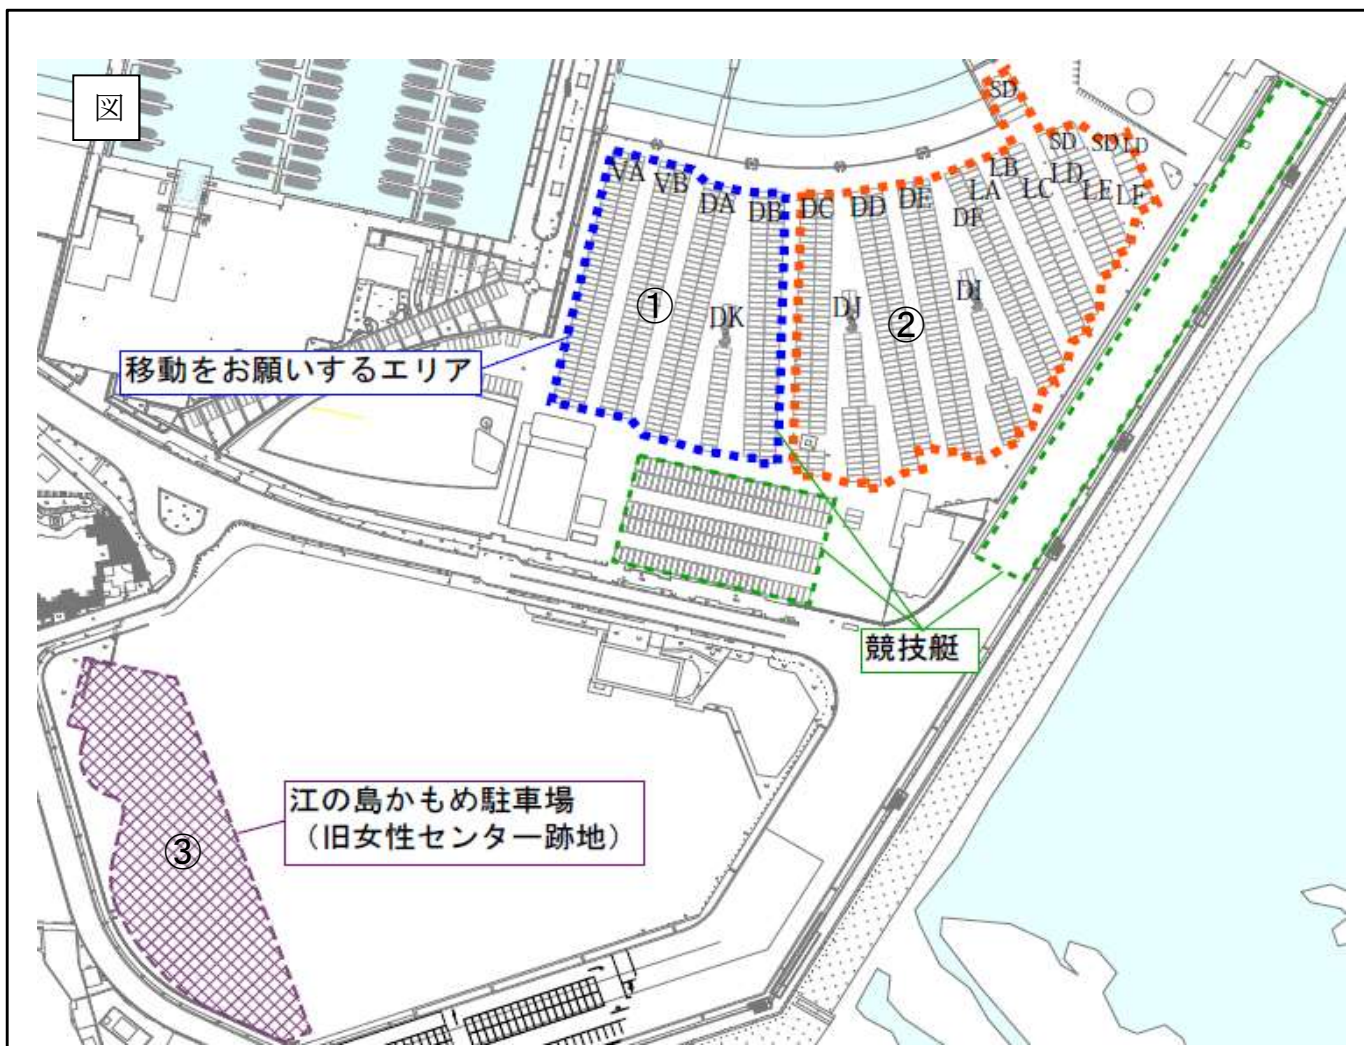 図
SD
SD
SD
LD
VA
VB
DA
DB
DC
DD
DE
DF
LA
LB
LC
LD
LE
LF
①
DK
DJ
②
DI
移動をお願いするエリア
競技艇
江の島かもめ駐車場
（旧女性センター跡地）
③